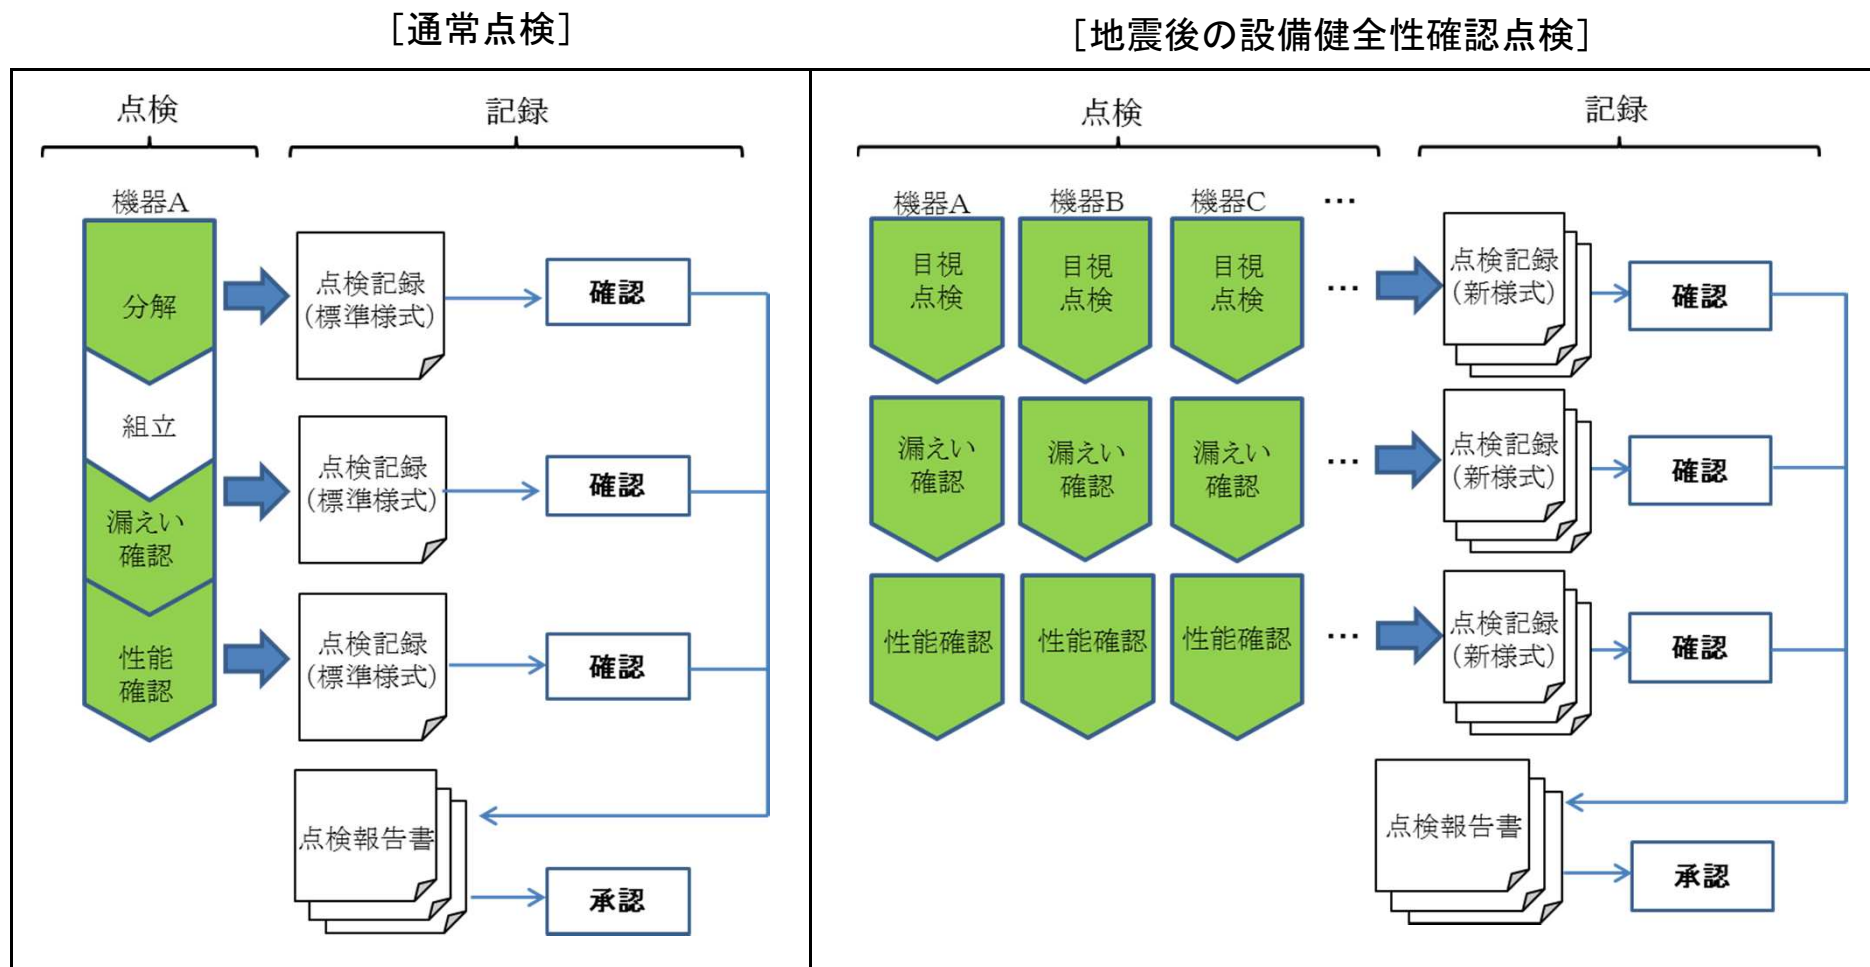 ［通常点検］
点検
記録
機器A
分解
組立
漏えい
確認
性能
確認
点検記録
（標準様式）
確認
点検記録
（標準様式）
確認
点検記録
（標準様式）
確認
点検報告書
承認
［地震後の設備健全性確認点検］
点検
記録
機器A
機器B
機器C
…
目視
点検
目視
点検
目視
点検
…
点検記録
（新様式）
確認
漏えい
確認
漏えい
確認
漏えい
確認
…
点検記録
（新様式）
確認
性能確認
性能確認
性能確認
…
点検記録
（新様式）
確認
点検報告書
承認